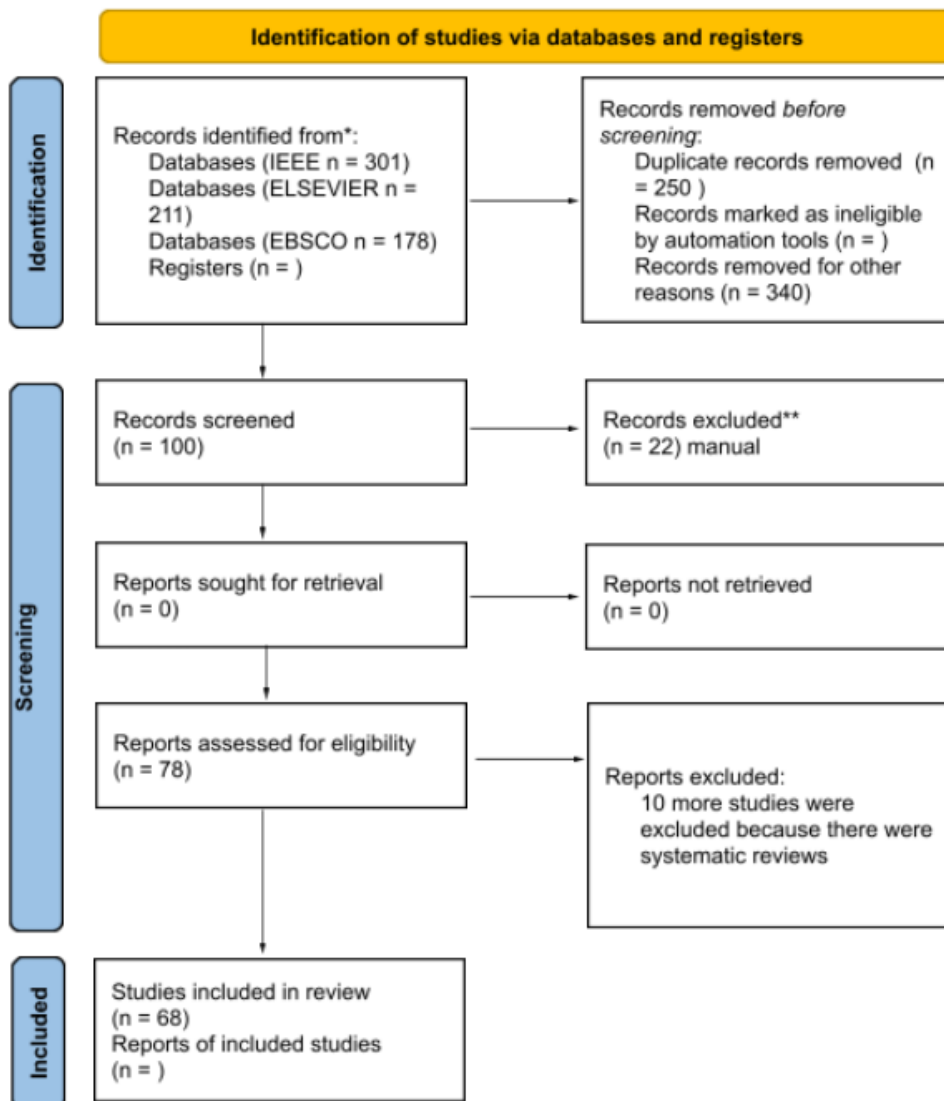 Identification of studies via databases and registers
Identification
Records identified from*:
Databases (IEEE n = 301)
Databases (ELSEVIER n =
211)
Databases (EBSCO n = 178)
Registers (n = )
Records removed before
screening:
Duplicate records removed (n
= 250 )
Records marked as ineligible
by automation tools (n = )
Records removed for other
reasons (n = 340)
Screening
Records screened
(n = 100)
Records excluded**
(n = 22) manual
Reports sought for retrieval
(n = 0)
Reports not retrieved
(n = 0)
Reports assessed for eligibility
(n = 78)
Reports excluded:
10 more studies were
excluded because there were
systematic reviews
Included
Studies included in review
(n = 68)
Reports of included studies
(n = )